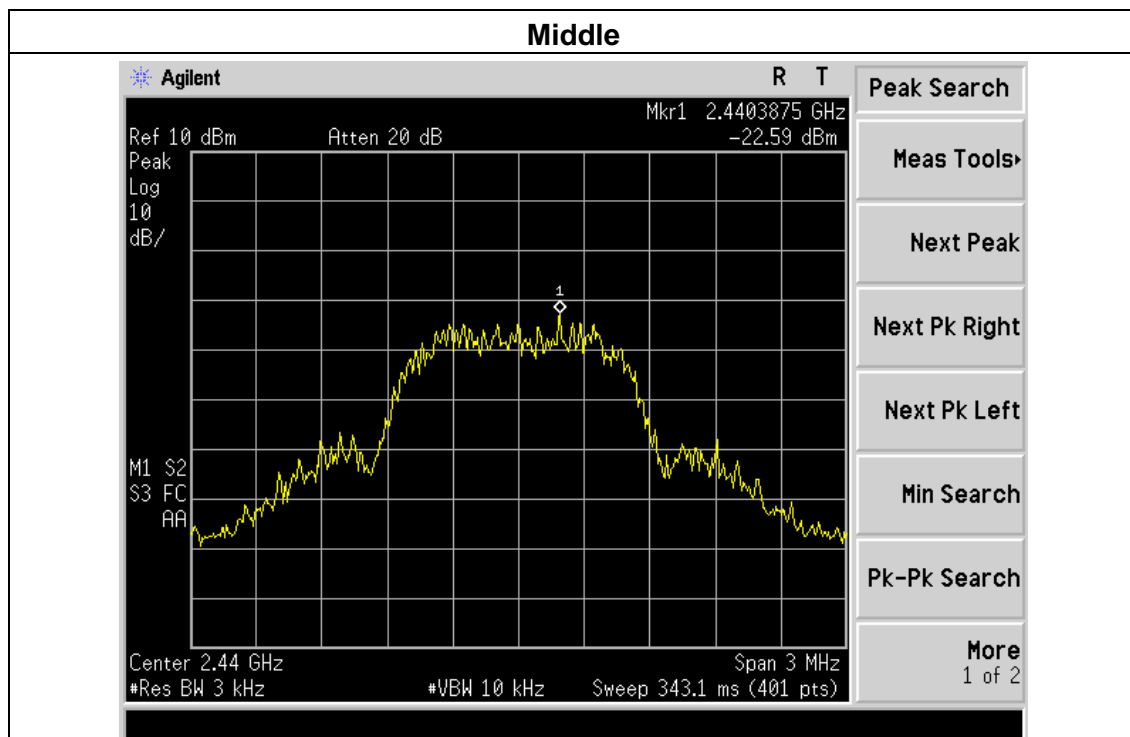 Middle
Agilent R T
Mkr1 2.4403875 GHz
Ref 10 dBm Atten 20 dB -22.59 dBm
Peak
Log
10
dB/
1
M1 S2
S3 FC
AA
Center 2.44 GHz Span 3 MHz
#Res BW 3 kHz #VBW 10 kHz Sweep 343.1 ms (401 pts)
Peak Search
Meas Tools
Next Peak
Next Pk Right
Next Pk Left
Min Search
Pk-Pk Search
More
1 of 2